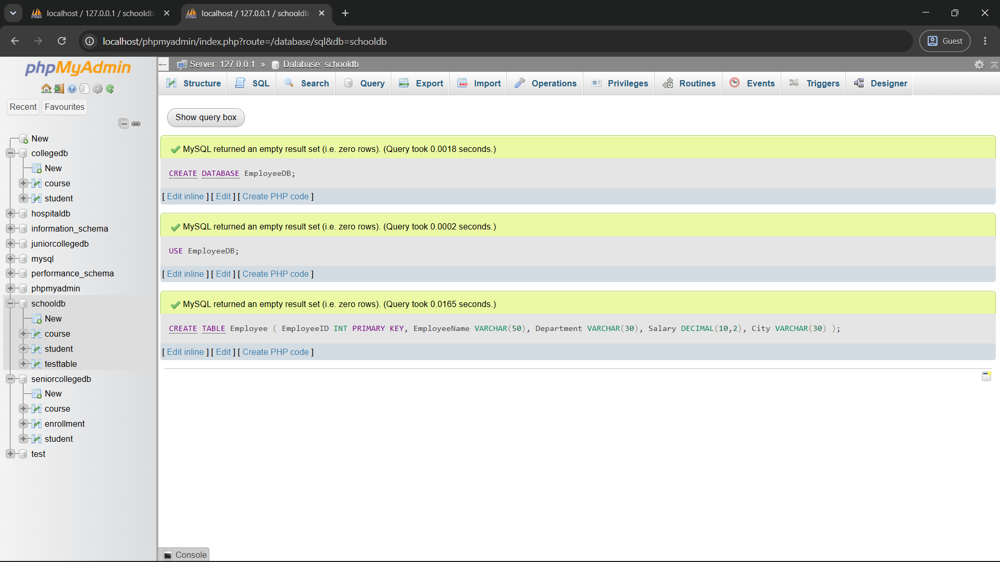 localhost / 127.0.0.1 / schooldb
localhost / 127.0.0.1 / schooldb
localhost/phpmyadmin/index.php?route=/database/sql&db=schooldb
Guest
phpMyAdmin
Recent
Favourites
New
collegedb
New
course
student
hospitaldb
information_schema
juniorcollegedb
mysql
performance_schema
phpmyadmin
schooldb
New
course
student
testtable
seniorcollegedb
New
course
enrollment
student
test
Server: 127.0.0.1 » Database: schooldb
Structure SQL Search Query Export Import Operations Privileges Routines Events Triggers Designer
Show query box
MySQL returned an empty result set (i.e. zero rows). (Query took 0.0018 seconds.)
CREATE DATABASE EmployeeDB;
[ Edit inline ] [ Edit ] [ Create PHP code ]
MySQL returned an empty result set (i.e. zero rows). (Query took 0.0002 seconds.)
USE EmployeeDB;
[ Edit inline ] [ Edit ] [ Create PHP code ]
MySQL returned an empty result set (i.e. zero rows). (Query took 0.0165 seconds.)
CREATE TABLE Employee ( EmployeeID INT PRIMARY KEY, EmployeeName VARCHAR(50), Department VARCHAR(30), Salary DECIMAL(10,2), City VARCHAR(30) );
[ Edit inline ] [ Edit ] [ Create PHP code ]
Console